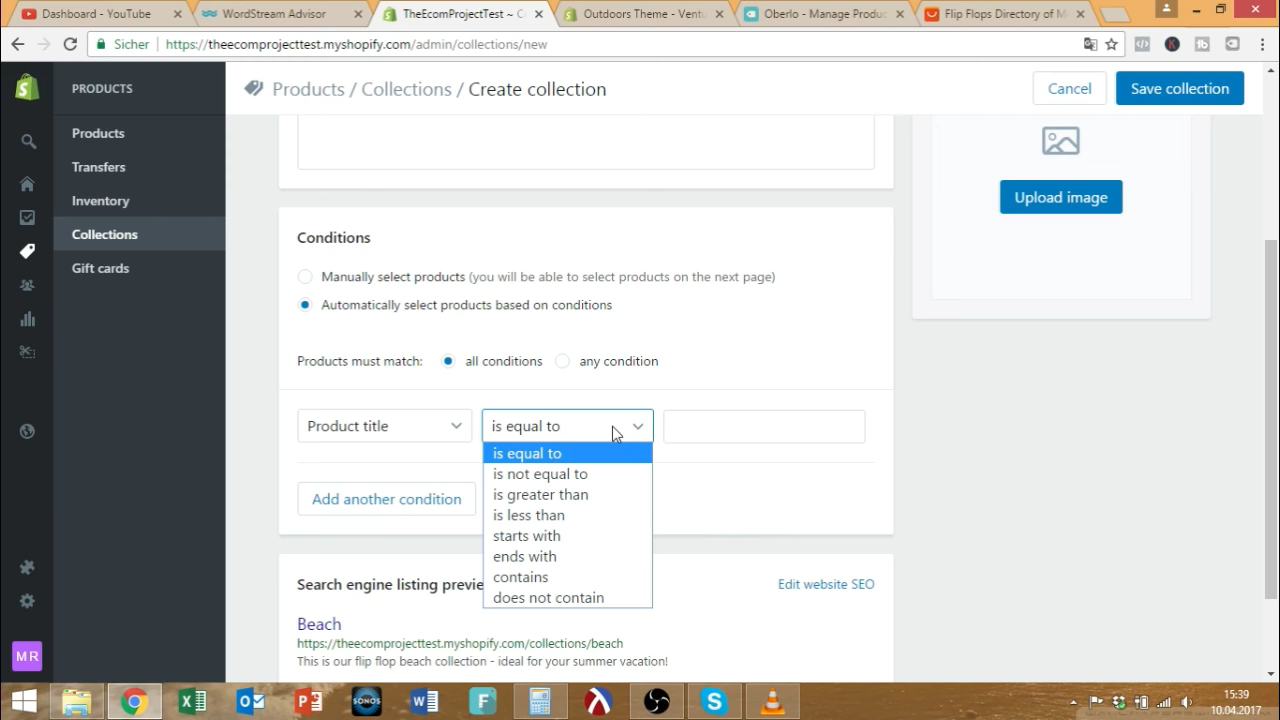 Dashboard - YouTube
WordStream Advisor
TheEcomProjectTest ~ C
Outdoors Theme - Ventu
Oberlo - Manage Produc
Flip Flops Directory of M
Sicher
https://theecomprojecttest.myshopify.com/admin/collections/new
PRODUCTS
Products
Transfers
Inventory
Collections
Gift cards
MR
Products / Collections / Create collection
Cancel
Save collection
Upload image
Conditions
Manually select products (you will be able to select products on the next page)
Automatically select products based on conditions
Products must match: all conditions any condition
Product title
is equal to
is equal to
is not equal to
is greater than
is less than
starts with
ends with
contains
does not contain
Add another condition
Search engine listing previe
Edit website SEO
Beach
https://theecomprojecttest.myshopify.com/collections/beach
This is our flip flop beach collection - ideal for your summer vacation!
SONOS
15:39
10.04.2017